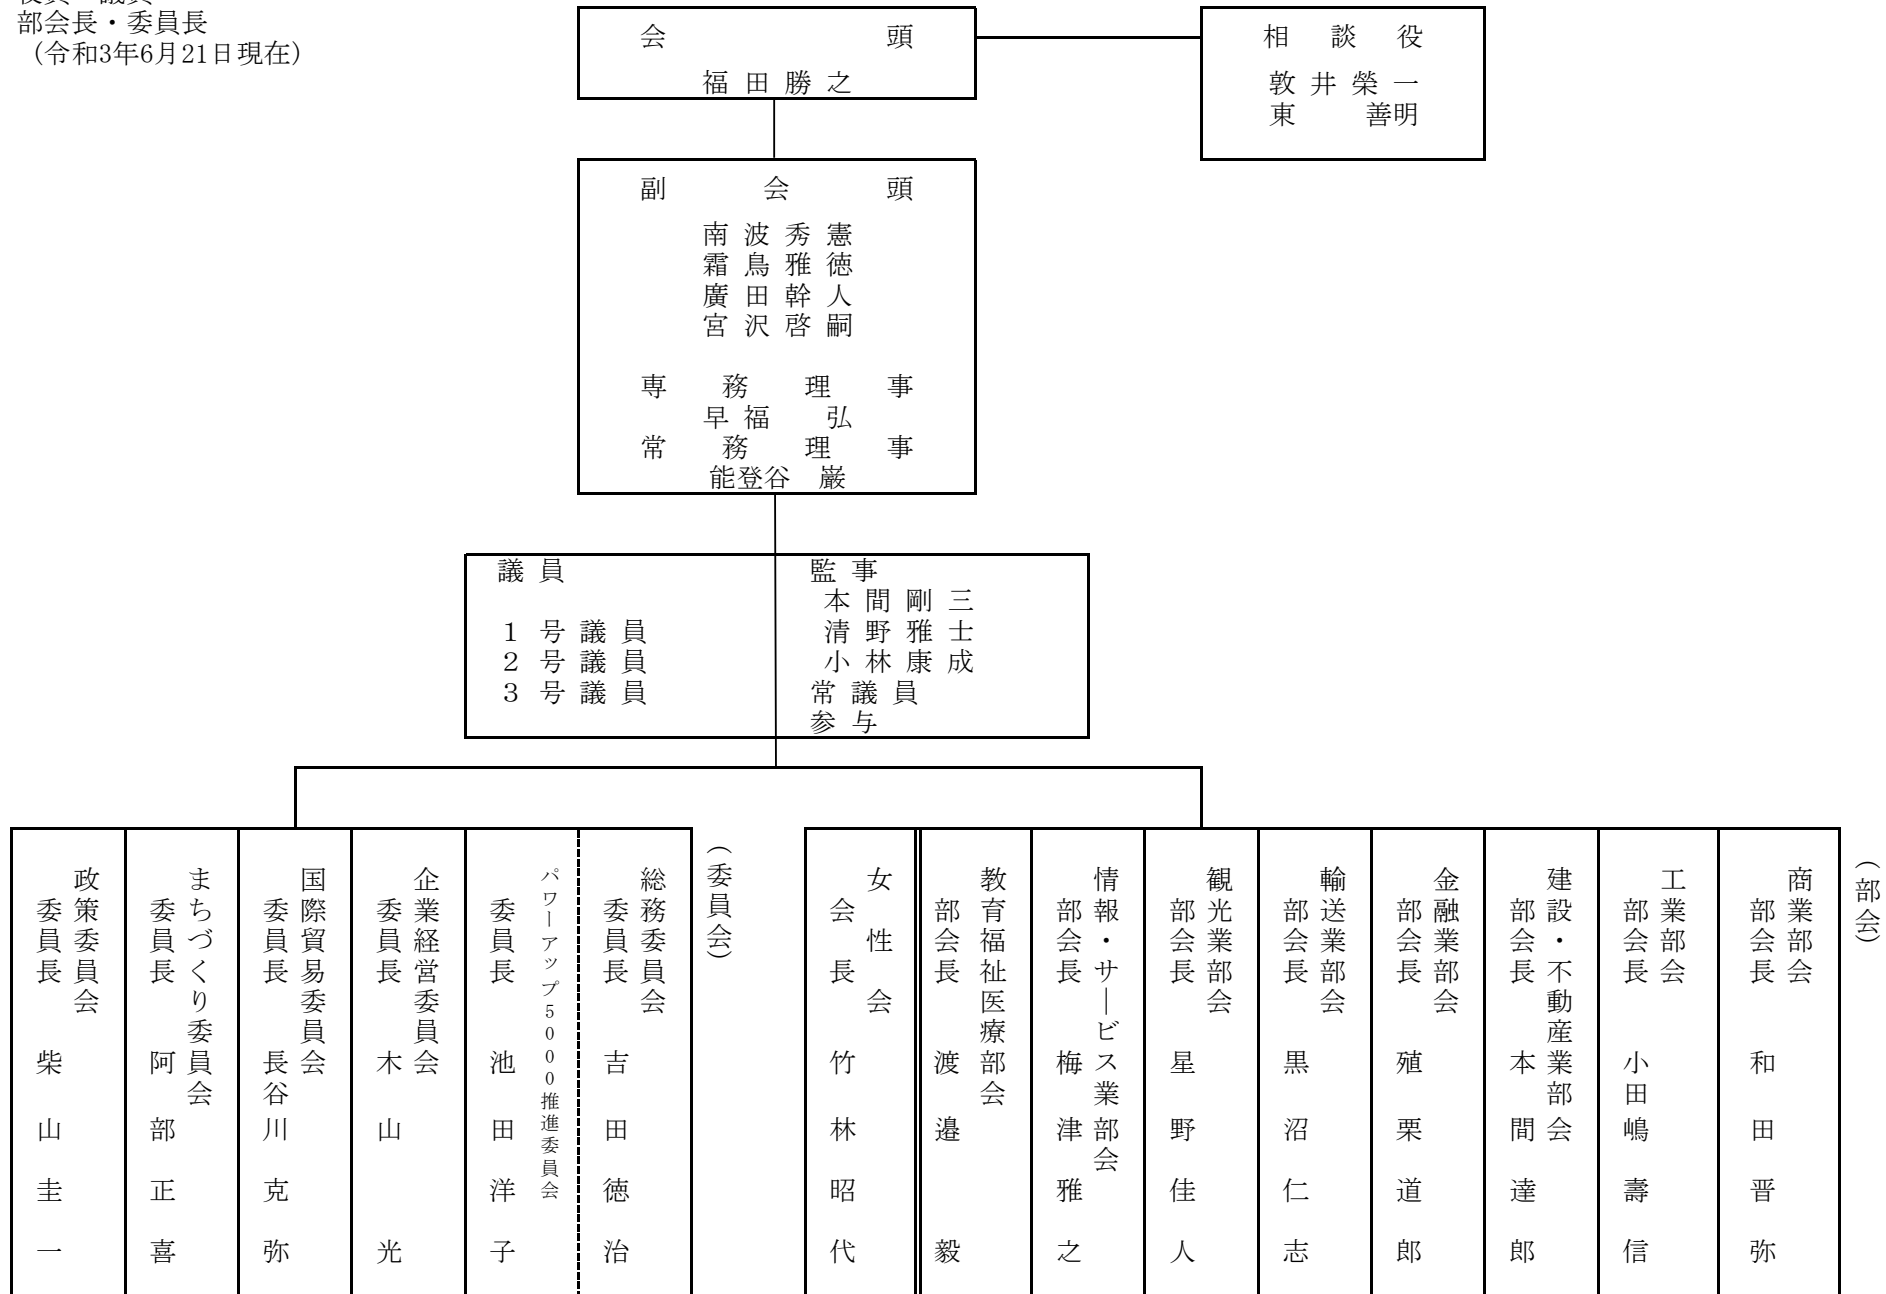 部会長・委員長
(令和3年6月21日現在)
会頭
福田勝之
相談役
敦井榮一
東 善明
副会頭
南波秀憲
霜鳥雅徳
廣田幹人
宮沢啓嗣
専務理事
早福 弘
常務理事
能登谷 巌
議員
1号議員
2号議員
3号議員
監事
本間剛三
清野雅士
小林康成
常議員
参与
(部会)
商業部会
部会長 和田晋弥
工業部会
部会長 小田嶋壽信
建設・不動産業部会
部会長 本間達郎
金融業部会
部会長 殖栗道郎
輸送業部会
部会長 黒沼仁志
観光業部会
部会長 星野佳人
情報・サービス業部会
部会長 梅津雅之
教育福祉医療部会
部会長 渡邉 毅
女性会
会長 竹林昭代
(委員会)
総務委員会
委員長 吉田徳治
パワーアップ5000推進委員会
委員長 池田洋子
企業経営委員会
委員長 木山 光
国際貿易委員会
委員長 長谷川克弥
まちづくり委員会
委員長 阿部正喜
政策委員会
委員長 柴山圭一